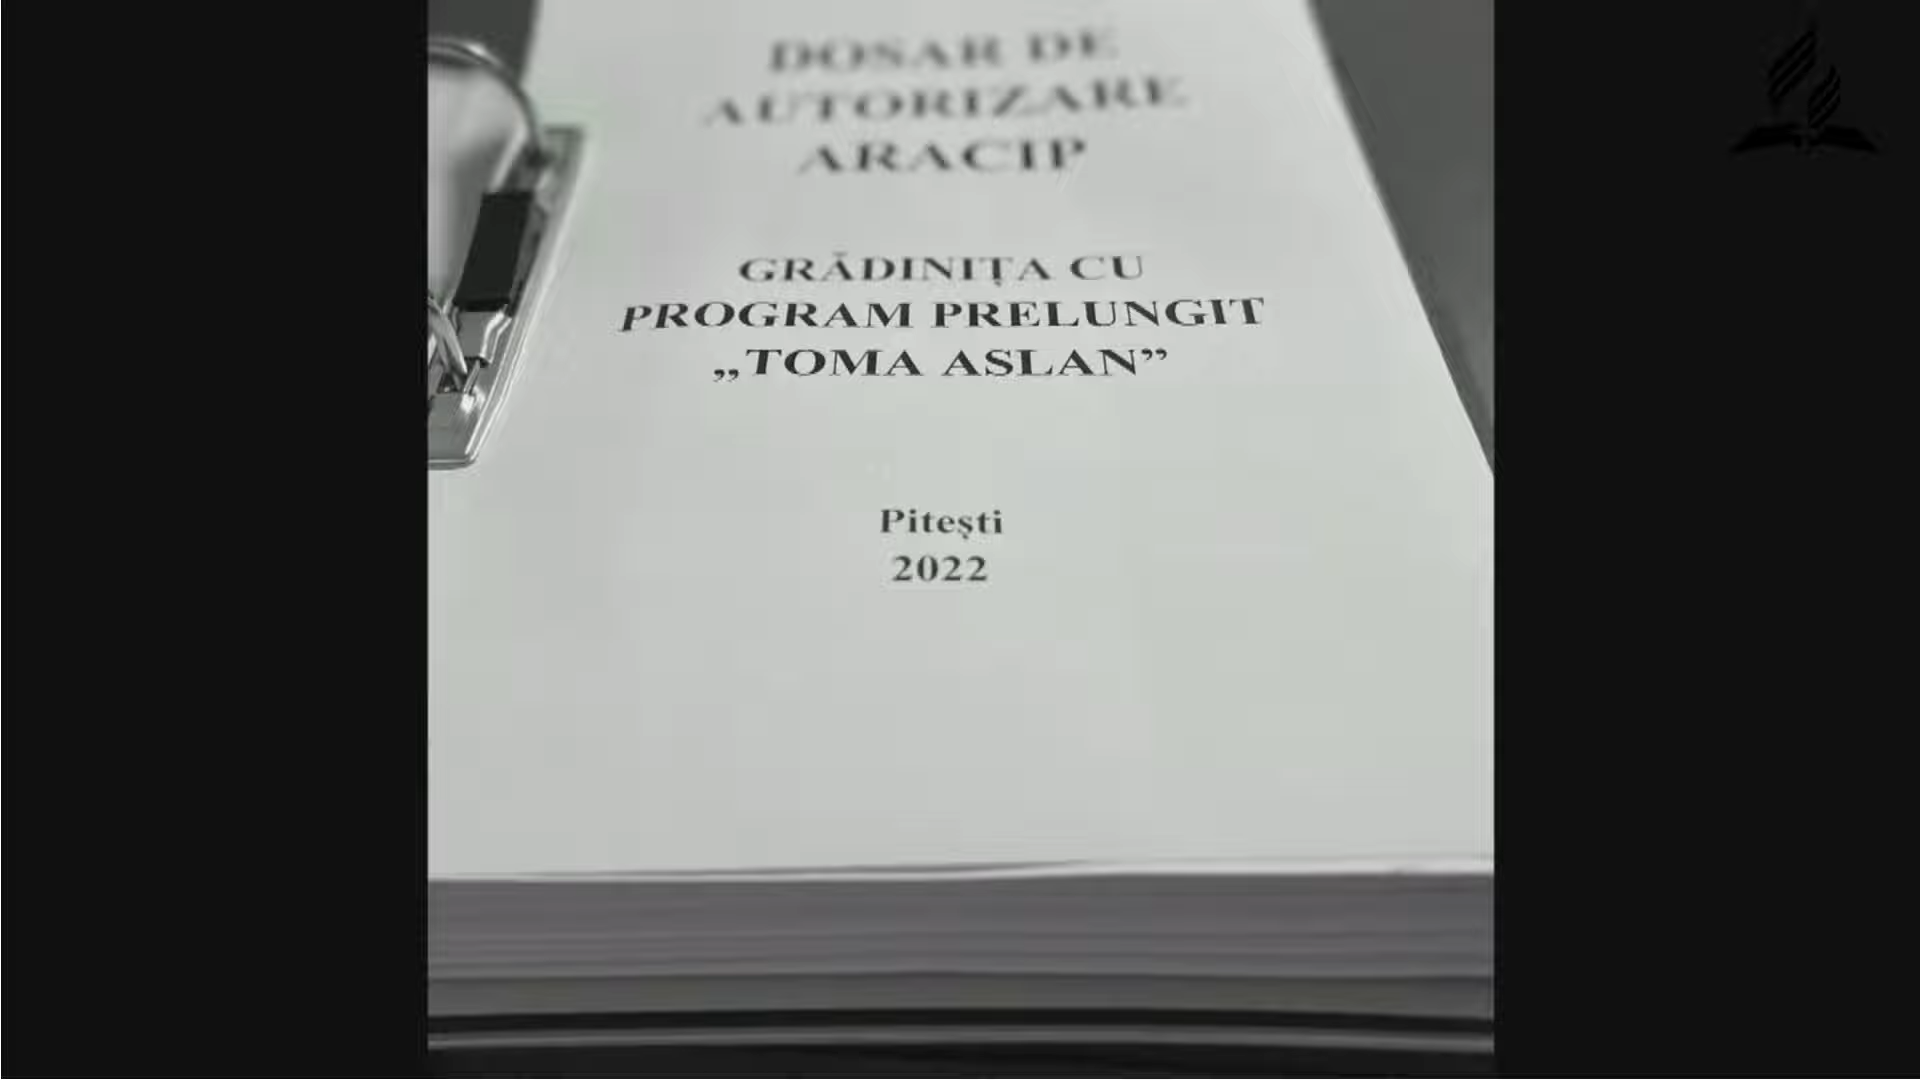 DOSAR DE
AUTORIZARE
ARACIP
GRĂDINIȚA CU
PROGRAM PRELUNGIT
„TOMA ASLAN”
Pitești
2022